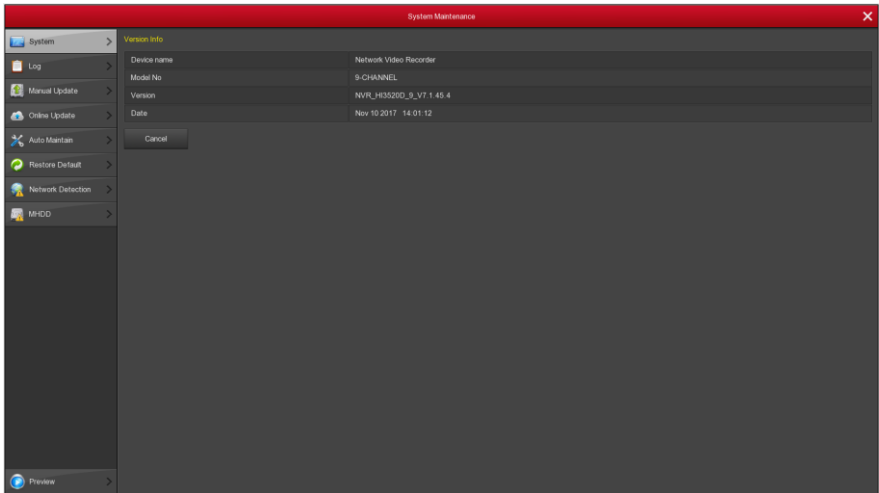 System Maintenance
System
Log
Manual Update
Online Update
Auto Maintain
Restore Default
Network Detection
MHDD
Preview
Version Info
Device name Network Video Recorder
Model No 9-CHANNEL
Version NVR_HI3520D_9_V7.1.45.4
Date Nov 10 2017 14:01:12
Cancel